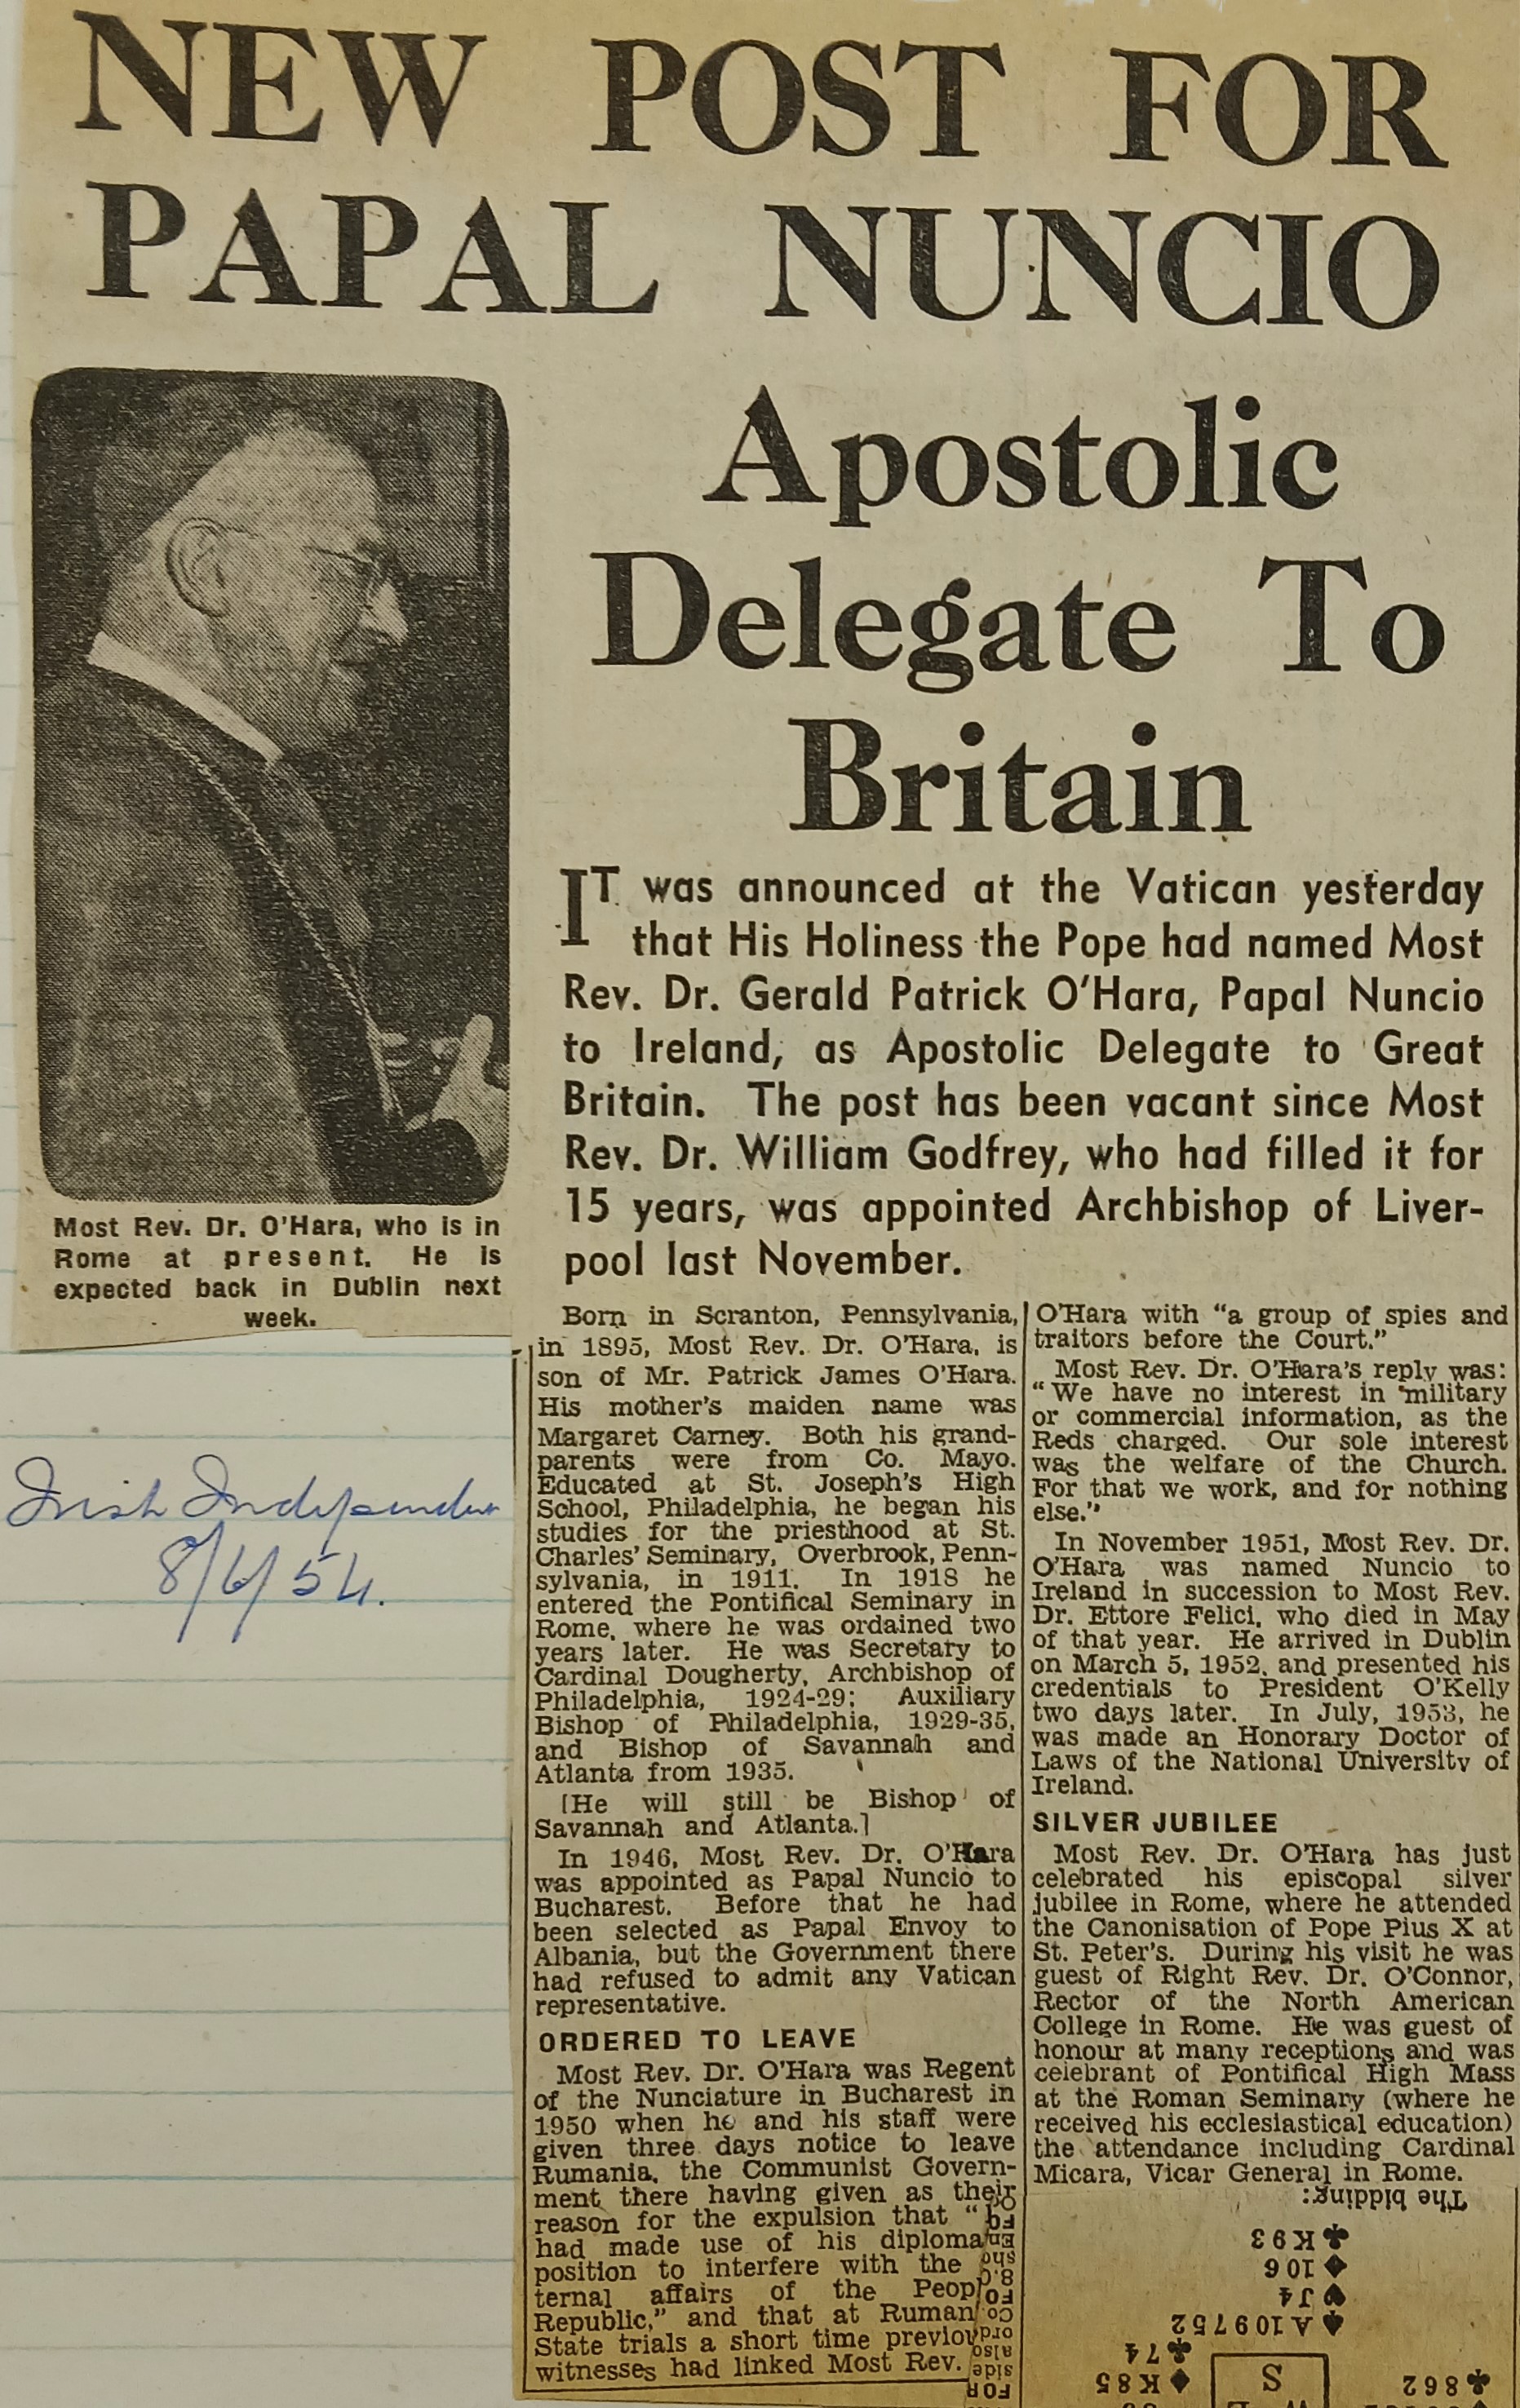 NEW POST FOR
PAPAL NUNCIO
Apostolic
Delegate To
Britain
IT was announced at the Vatican yesterday
that His Holiness the Pope had named Most
Rev. Dr. Gerald Patrick O'Hara, Papal Nuncio
to Ireland, as Apostolic Delegate to Great
Britain. The post has been vacant since Most
Rev. Dr. William Godfrey, who had filled it for
15 years, was appointed Archbishop of Liver-
pool last November.
Most Rev. Dr. O'Hara, who is in
Rome at present. He is
expected back in Dublin next
week.
Irish Independent
8/6/54.
Born in Scranton, Pennsylvania,
in 1895, Most Rev. Dr. O'Hara, is
son of Mr. Patrick James O'Hara.
His mother's maiden name was
Margaret Carney. Both his grand-
parents were from Co. Mayo.
Educated at St. Joseph's High
School, Philadelphia, he began his
studies for the priesthood at St.
Charles' Seminary, Overbrook, Penn-
sylvania, in 1911. In 1918 he
entered the Pontifical Seminary in
Rome, where he was ordained two
years later. He was Secretary to
Cardinal Dougherty, Archbishop of
Philadelphia, 1924-29; Auxiliary
Bishop of Philadelphia, 1929-35,
and Bishop of Savannah and
Atlanta from 1935.
[He will still be Bishop of
Savannah and Atlanta.]
In 1946, Most Rev. Dr. O'Hara
was appointed as Papal Nuncio to
Bucharest. Before that he had
been selected as Papal Envoy to
Albania, but the Government there
had refused to admit any Vatican
representative.
ORDERED TO LEAVE
Most Rev. Dr. O'Hara was Regent
of the Nunciature in Bucharest in
1950 when he and his staff were
given three days notice to leave
Rumania, the Communist Govern-
ment there having given as their
reason for the expulsion that "
had made use of his diploma
position to interfere with the
ternal affairs of the Peop
Republic," and that at Ruman
State trials a short time previou
witnesses had linked Most Rev.
O'Hara with "a group of spies and
traitors before the Court."
Most Rev. Dr. O'Hara's reply was:
"We have no interest in military
or commercial information, as the
Reds charged. Our sole interest
was the welfare of the Church.
For that we work, and for nothing
else."
In November 1951, Most Rev. Dr.
O'Hara was named Nuncio to
Ireland in succession to Most Rev.
Dr. Ettore Felici, who died in May
of that year. He arrived in Dublin
on March 5, 1952, and presented his
credentials to President O'Kelly
two days later. In July, 1953, he
was made an Honorary Doctor of
Laws of the National University of
Ireland.
SILVER JUBILEE
Most Rev. Dr. O'Hara has just
celebrated his episcopal silver
jubilee in Rome, where he attended
the Canonisation of Pope Pius X at
St. Peter's. During his visit he was
guest of Right Rev. Dr. O'Connor,
Rector of the North American
College in Rome. He was guest of
honour at many receptions and was
celebrant of Pontifical High Mass
at the Roman Seminary (where he
received his ecclesiastical education)
the attendance including Cardinal
Micara, Vicar General in Rome.
The bidding:
♣ K 9 3
♦ 10 6
♥ J 4
♠ A 10 9 7 5 2
♣ 7 4
♦ K 8 5
S
♣ 8 6 2